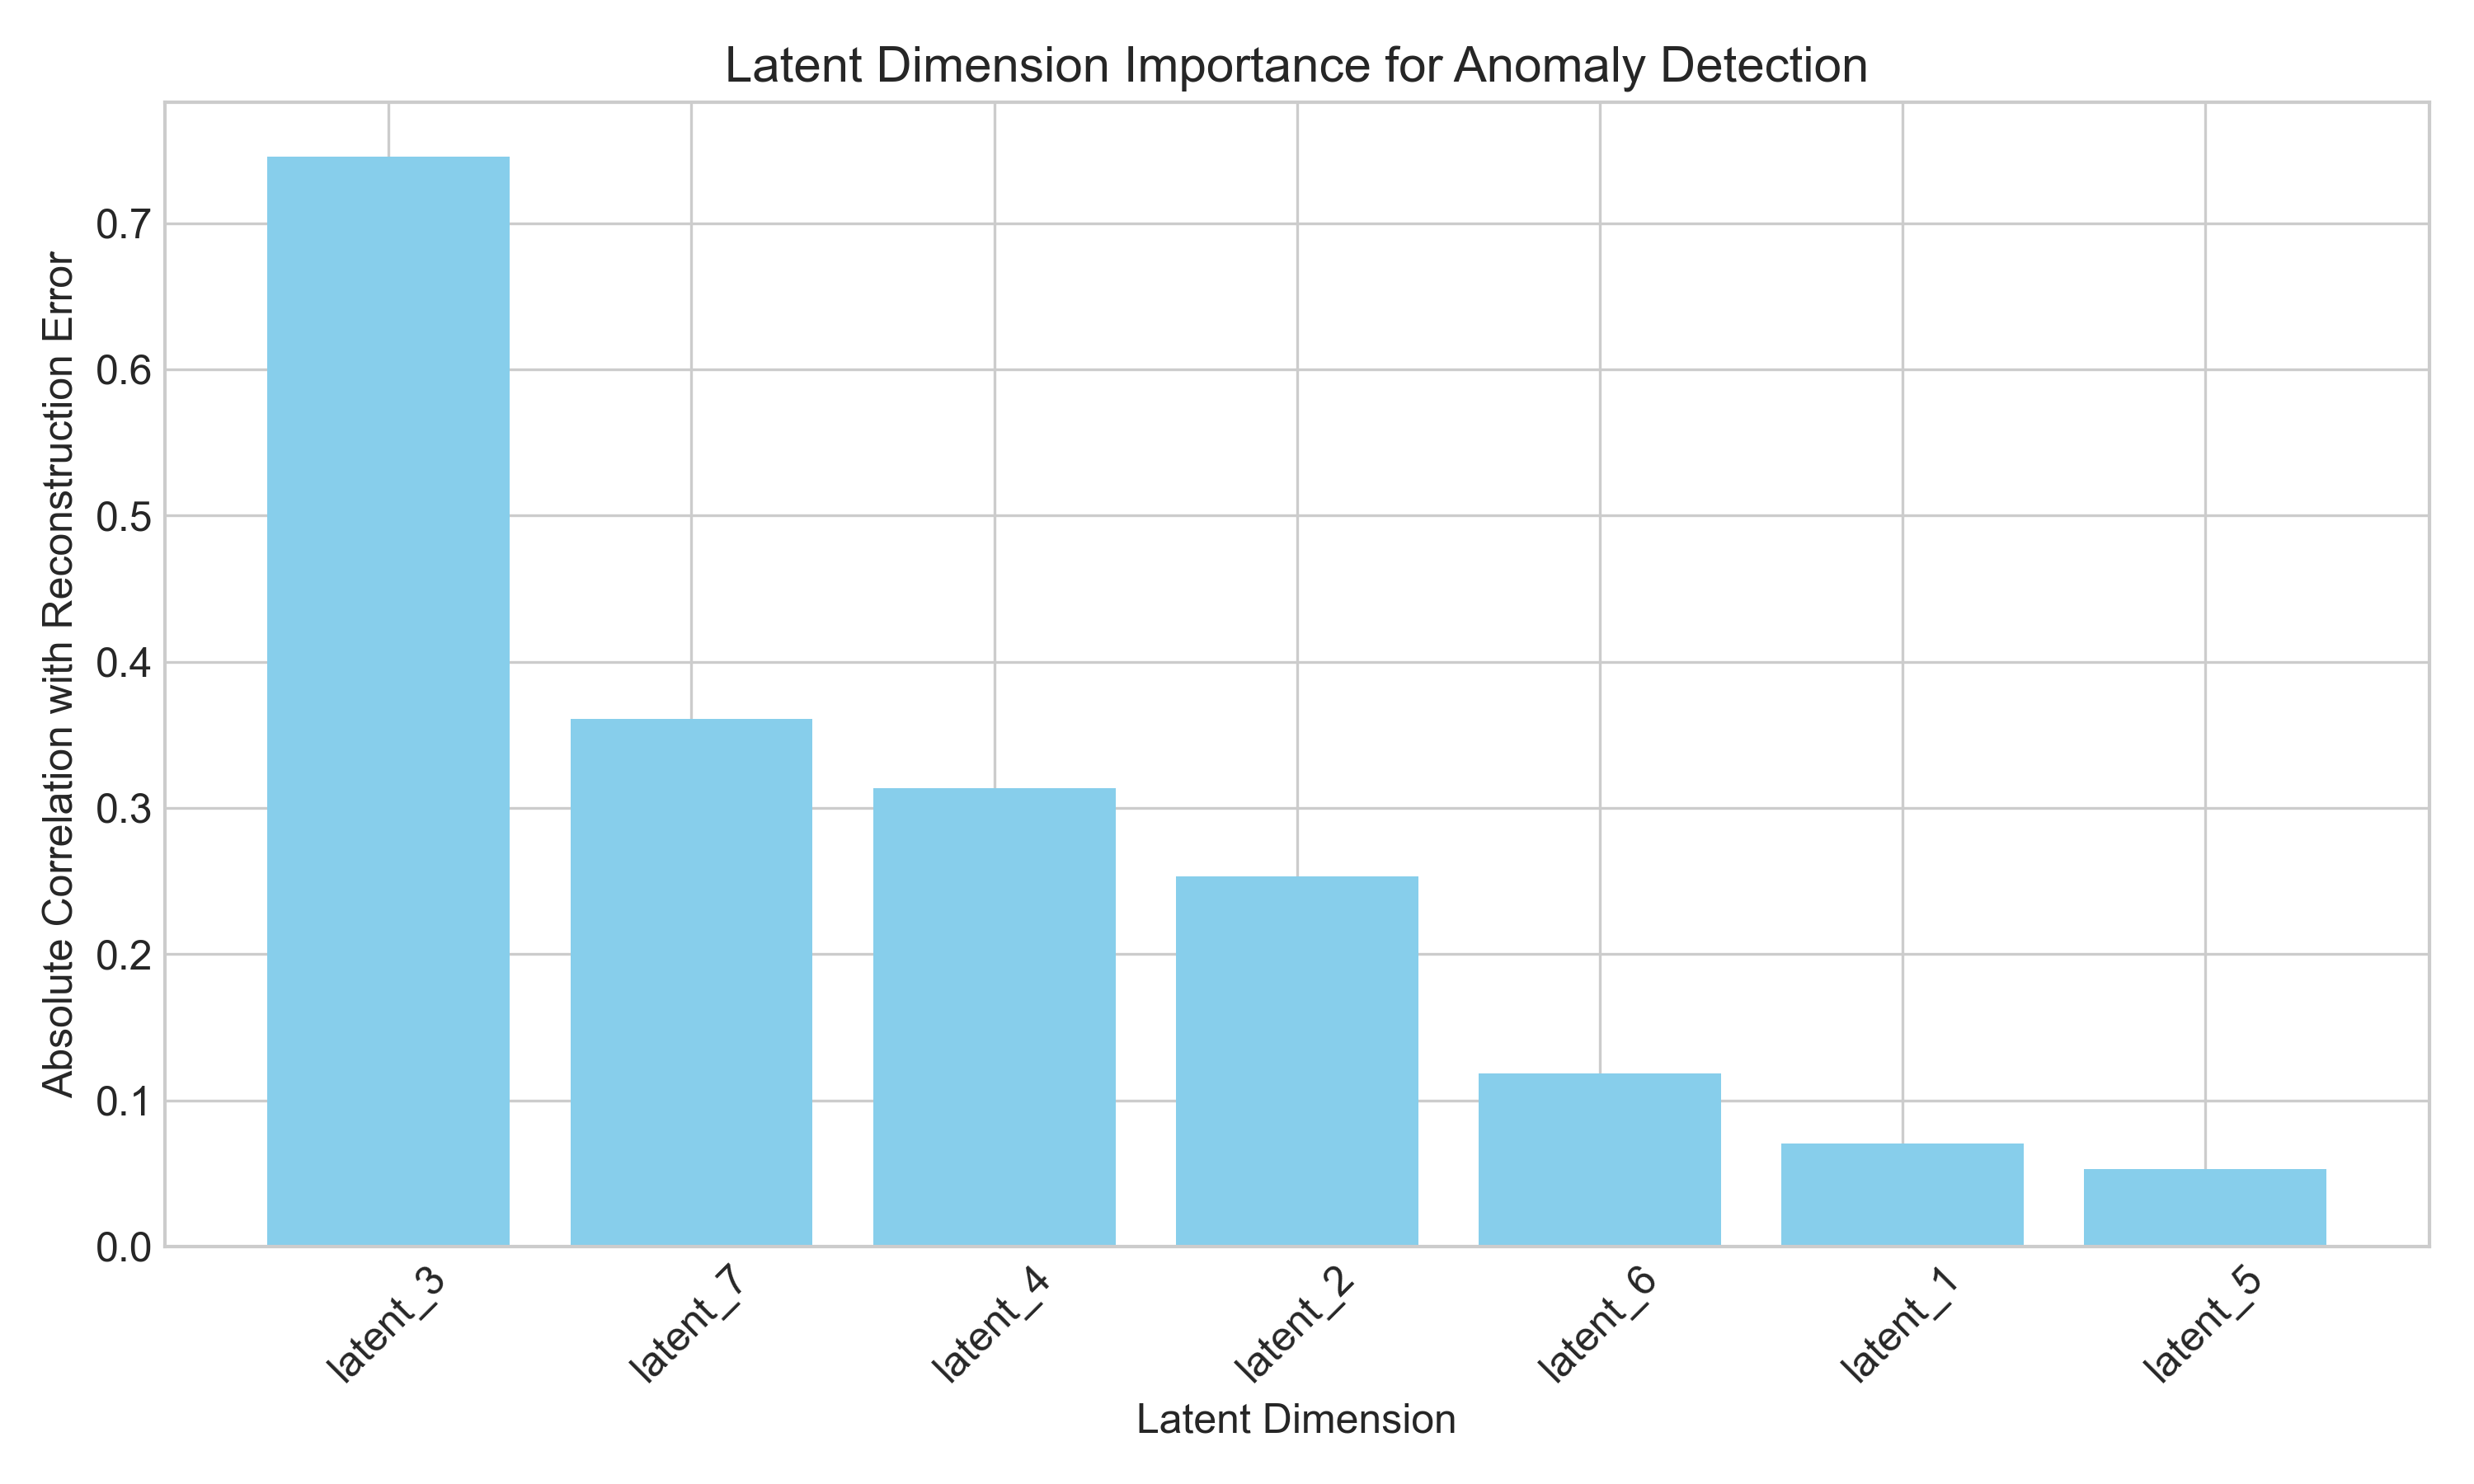 Latent Dimension Importance for Anomaly Detection
Absolute Correlation with Reconstruction Error
0.7
0.6
0.5
0.4
0.3
0.2
0.1
0.0
latent_3
latent_7
latent_4
latent_2
latent_6
latent_1
latent_5
Latent Dimension